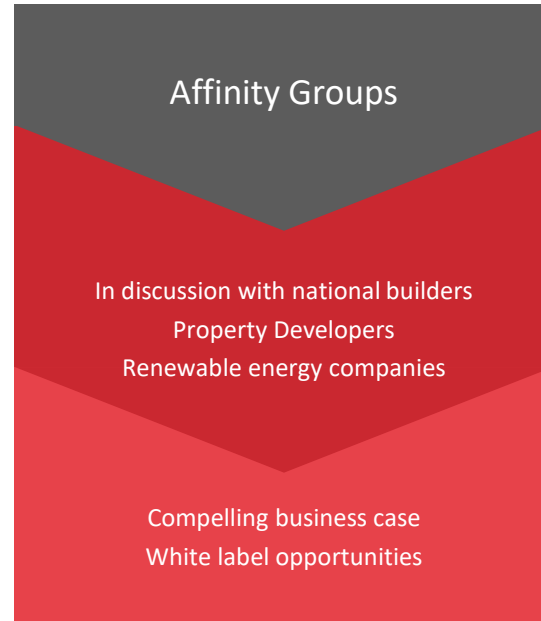 Affinity Groups
In discussion with national builders
Property Developers
Renewable energy companies
Compelling business case
White label opportunities